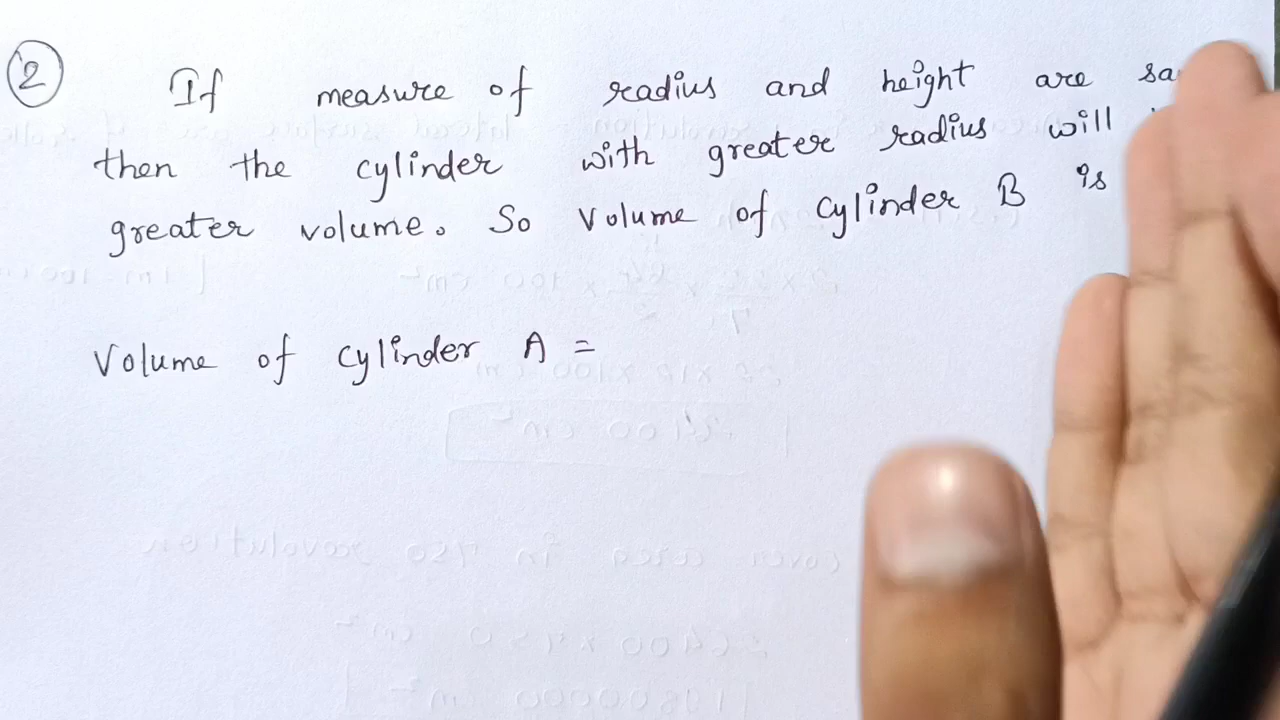 2
If measure of radius and height are
then the cylinder with greater radius will
greater volume. So Volume of cylinder B is
Volume of cylinder A =